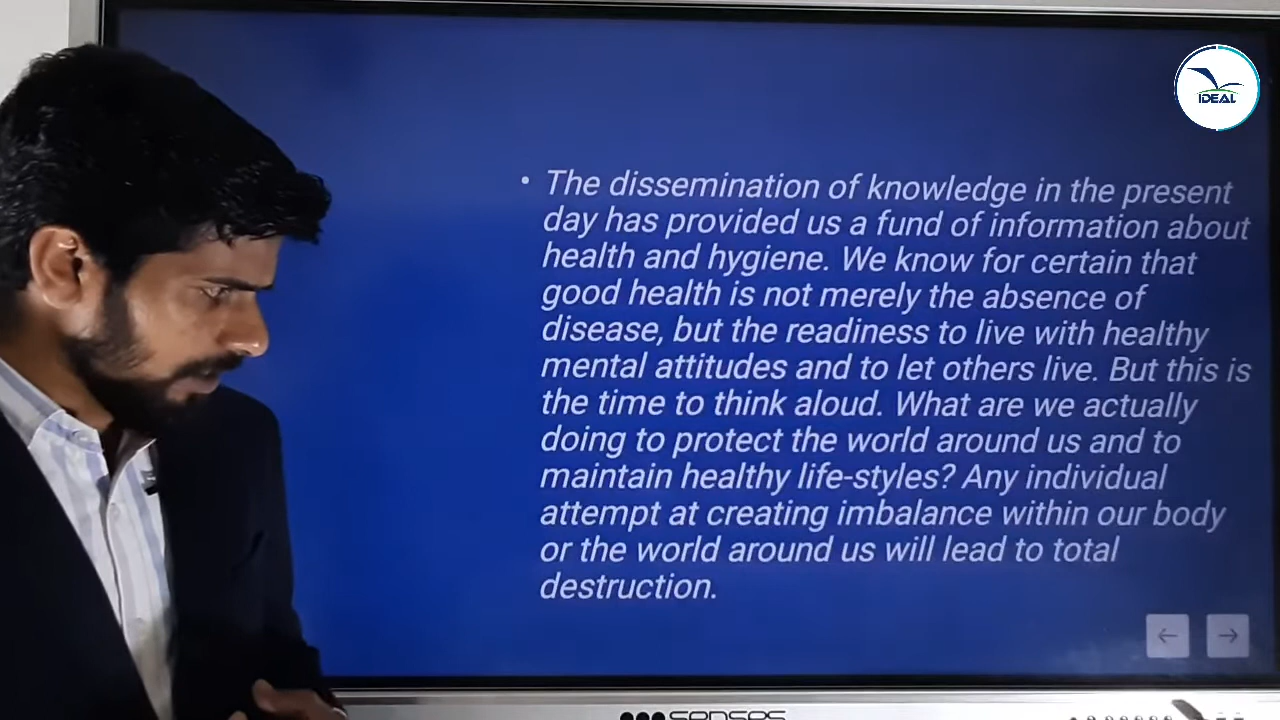 IDEAL
• The dissemination of knowledge in the present
day has provided us a fund of information about
health and hygiene. We know for certain that
good health is not merely the absence of
disease, but the readiness to live with healthy
mental attitudes and to let others live. But this is
the time to think aloud. What are we actually
doing to protect the world around us and to
maintain healthy life-styles? Any individual
attempt at creating imbalance within our body
or the world around us will lead to total
destruction.
senses